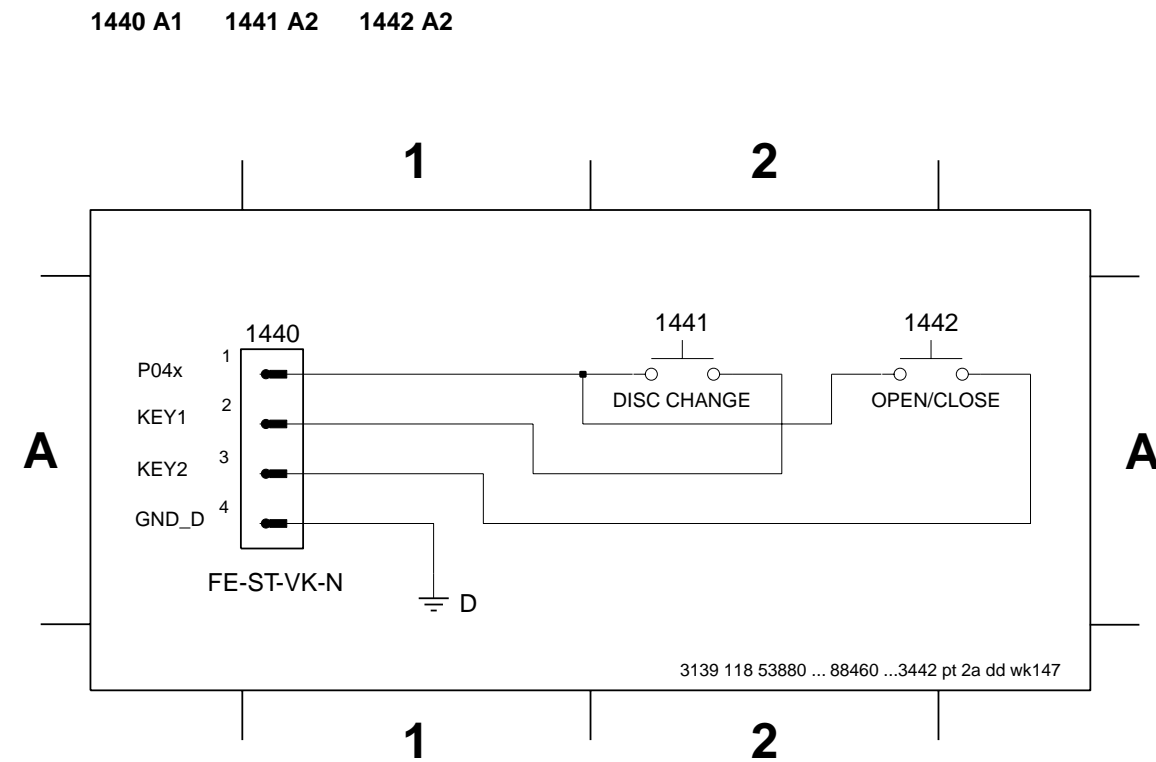 1440 A1 1441 A2 1442 A2
1 2
1440
1441 1442
P04x 1
DISC CHANGE OPEN/CLOSE
KEY1 2
A A
KEY2 3
GND_D 4
FE-ST-VK-N
D
3139 118 53880 ... 88460 ...3442 pt 2a dd wk147
1 2